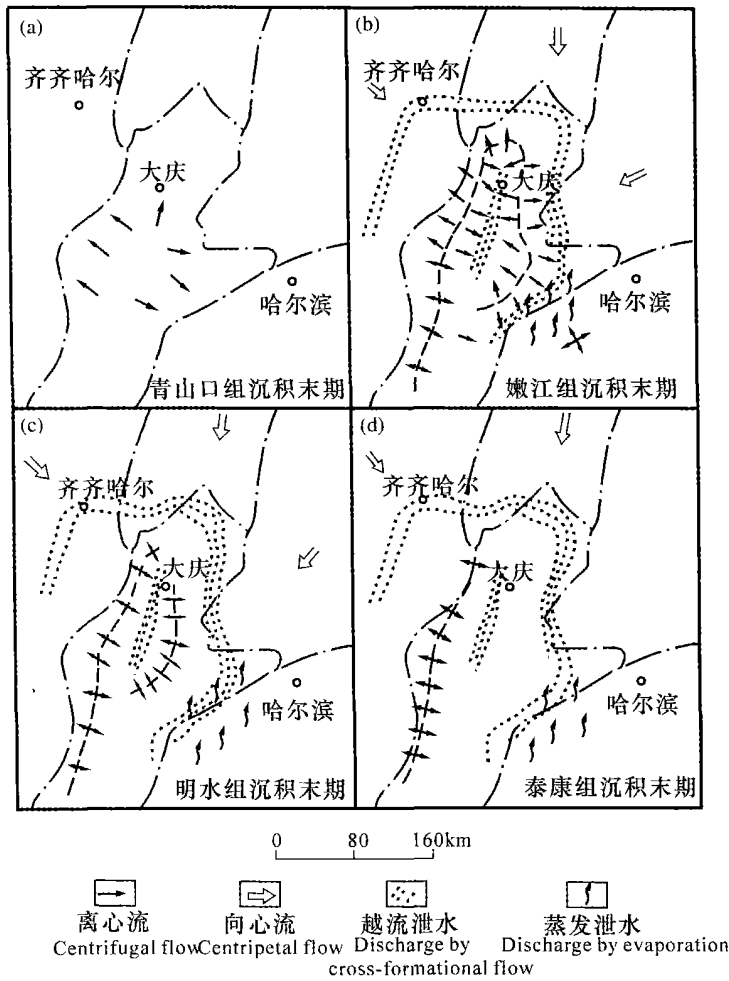 (a)
齐齐哈尔
大庆
哈尔滨
青山口组沉积末期
(b)
齐齐哈尔
大庆
哈尔滨
嫩江组沉积末期
(c)
齐齐哈尔
大庆
哈尔滨
明水组沉积末期
(d)
齐齐哈尔
大庆
哈尔滨
泰康组沉积末期
0 80 160km
离心流
Centrifugal flow
向心流
Centripetal flow
越流泄水
Discharge by
cross-formational flow
蒸发泄水
Discharge by evaporation